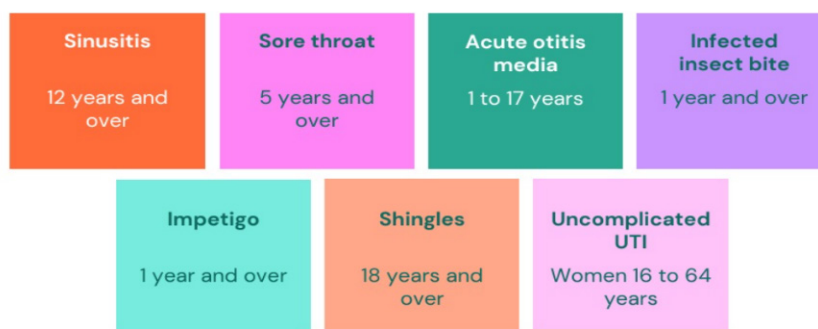 Sinusitis
12 years and
over
Sore throat
5 years and
over
Acute otitis
media
1 to 17 years
Infected
insect bite
1 year and over
Impetigo
1 year and over
Shingles
18 years and
over
Uncomplicated
UTI
Women 16 to 64
years